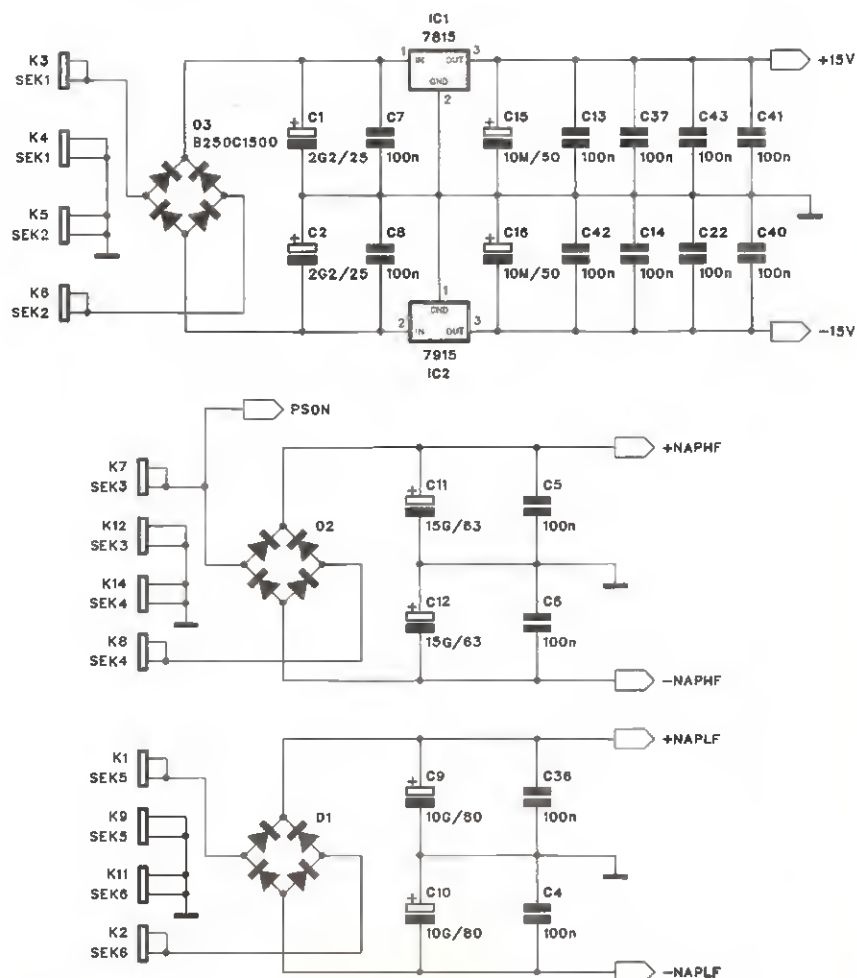 IC1
7815
K3
SEK1
1
IN
OUT
3
GND
2
+15V
K4
SEK1
D3
B250C1500
+
C1
2G2/25
C7
100n
+
C15
10M/50
C13
100n
C37
100n
C43
100n
C41
100n
K5
SEK2
+
C2
2G2/25
C8
100n
+
C16
10M/50
C42
100n
C14
100n
C22
100n
C40
100n
K6
SEK2
1
GND
2
IN
OUT
3
7915
IC2
-15V
PSON
+NAPHF
K7
SEK3
K12
SEK3
D2
+
C11
15G/63
C5
100n
K14
SEK4
+
C12
15G/63
C6
100n
K8
SEK4
-NAPHF
+NAPLF
K1
SEK5
K9
SEK5
D1
+
C9
10G/80
C36
100n
K11
SEK6
+
C10
10G/80
C4
100n
K2
SEK6
-NAPLF